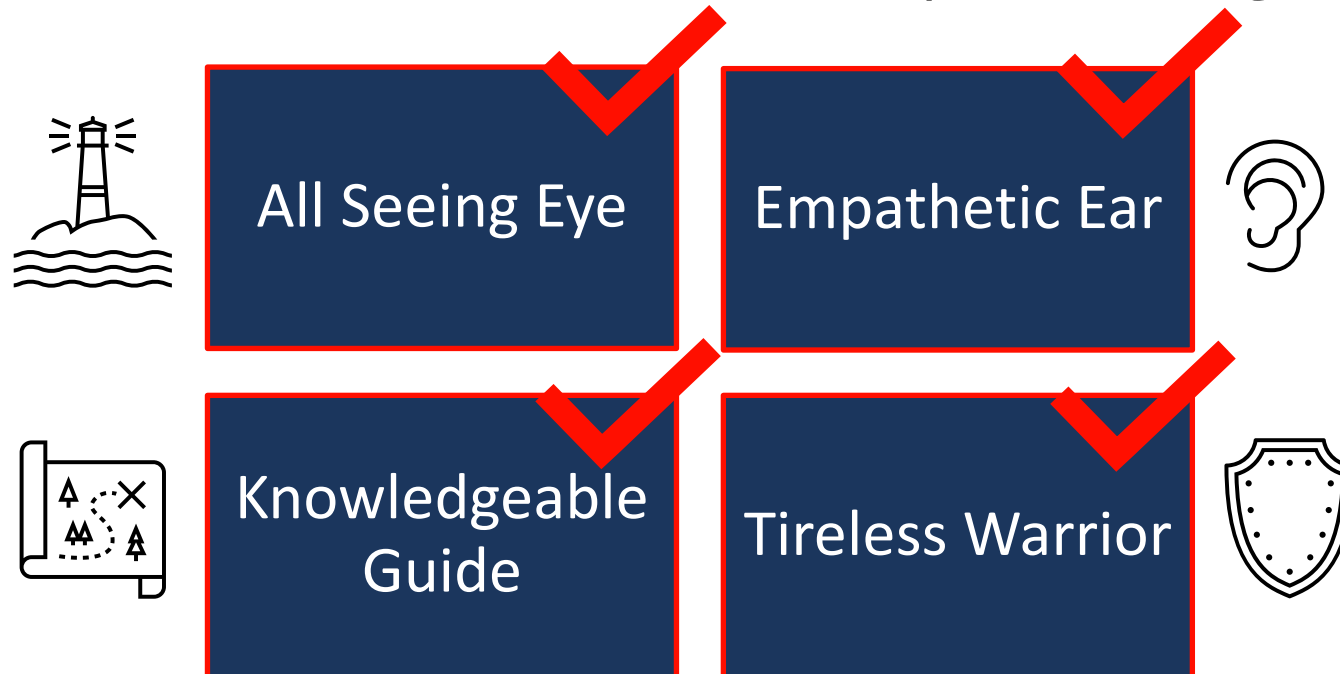 All Seeing Eye
Empathetic Ear
Knowledgeable
Guide
Tireless Warrior